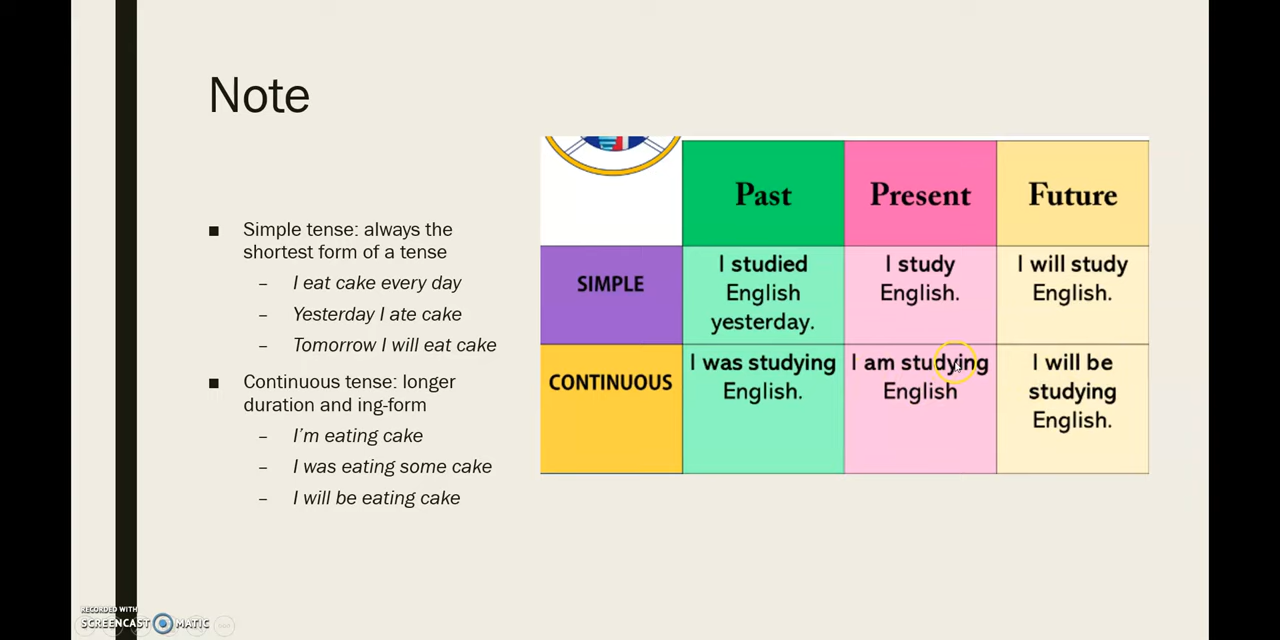 Note
Simple tense: always the
shortest form of a tense
I eat cake every day
Yesterday I ate cake
Tomorrow I will eat cake
Continuous tense: longer
duration and ing-form
I'm eating cake
I was eating some cake
I will be eating cake
Past Present Future
SIMPLE
I studied
English
yesterday.
I study
English.
I will study
English.
CONTINUOUS
I was studying
English.
I am studying
English
I will be
studying
English.
RECORDED WITH
SCREENCAST MATIC